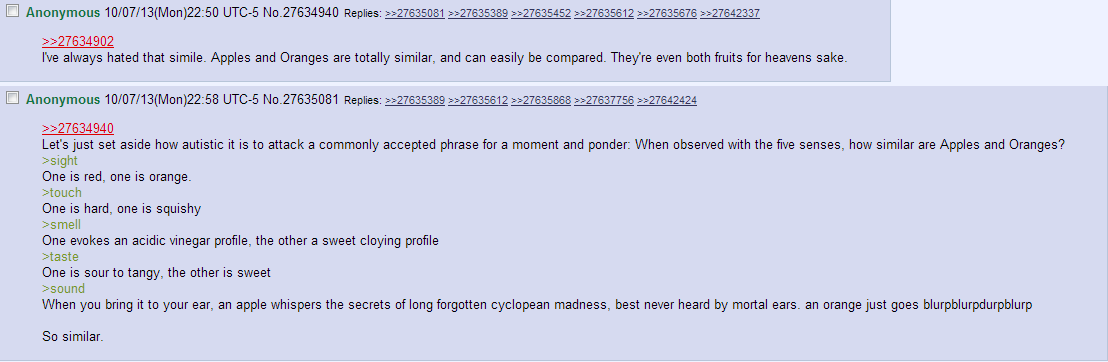 Anonymous 10/07/13(Mon)22:50 UTC-5 No.27634940 Replies: >>27635081 >>27635389 >>27635452 >>27635612 >>27635676 >>27642337
>>27634902
I've always hated that simile. Apples and Oranges are totally similar, and can easily be compared. They're even both fruits for heavens sake.
Anonymous 10/07/13(Mon)22:58 UTC-5 No.27635081 Replies: >>27635389 >>27635612 >>27635868 >>27637756 >>27642424
>>27634940
Let's just set aside how autistic it is to attack a commonly accepted phrase for a moment and ponder: When observed with the five senses, how similar are Apples and Oranges?
>sight
One is red, one is orange.
>touch
One is hard, one is squishy
>smell
One evokes an acidic vinegar profile, the other a sweet cloying profile
>taste
One is sour to tangy, the other is sweet
>sound
When you bring it to your ear, an apple whispers the secrets of long forgotten cyclopean madness, best never heard by mortal ears. an orange just goes blurpblurpdurpblurp
So similar.